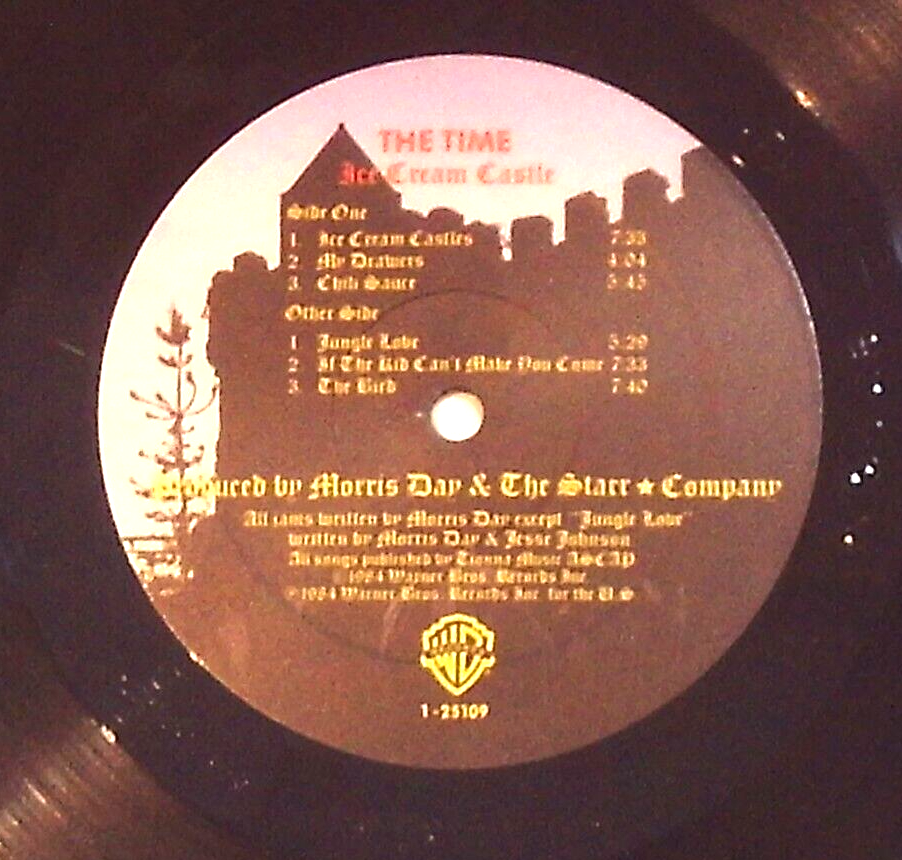 THE TIME
Ice Cream Castle
Side One
1. Ice Cream Castles 7:33
2 My Drawers 4:04
3. Chili Sauce 5:43
Other Side
1 Jungle Love 5:29
2 If The Kid Can't Make You Come 7:33
3. The Bird 7:40
Produced by Morris Day & The Starr ★ Company
All jams written by Morris Day except "Jungle Love"
written by Morris Day & Jesse Johnson
All songs published by Tionna Music ASCAP
© 1984 Warner Bros. Records Inc.
℗ 1984 Warner Bros. Records Inc. for the U.S.
1-25109